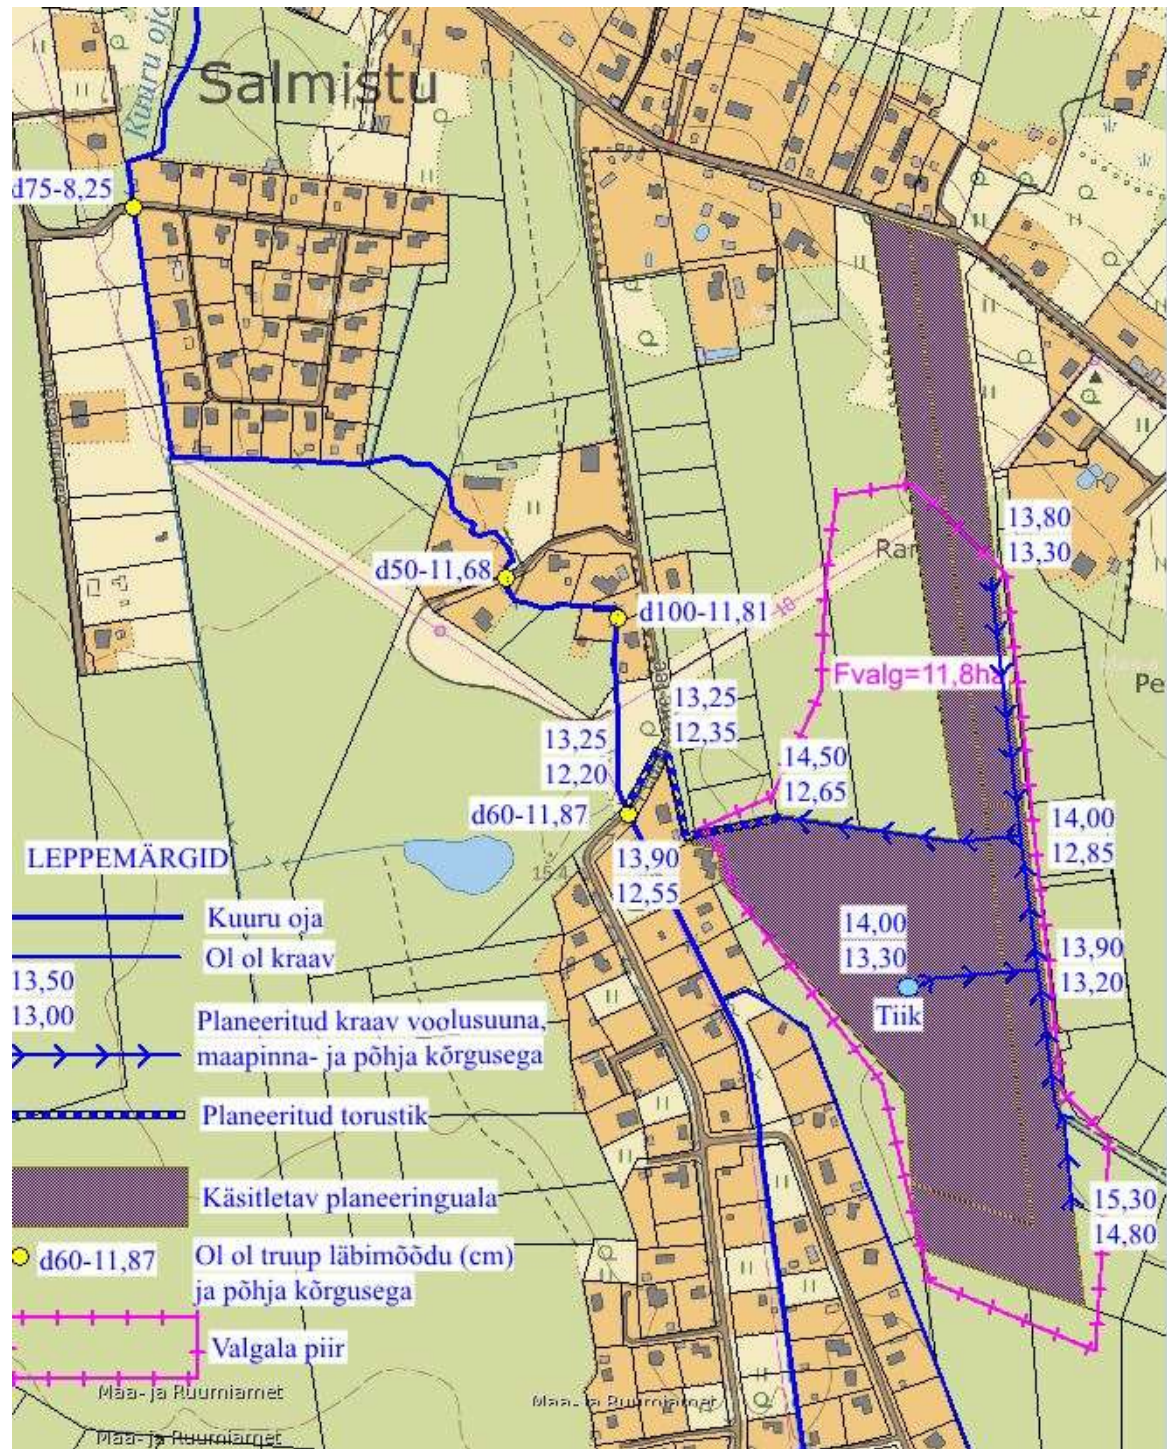 Kuuru oja
Salmistu
d75-8,25
13,80
13,30
d50-11,68
d100-11,81
10
Fvalg=11,8ha
Pe
13,25
12,35
13,25
12,20
14,50
12,65
d60-11,87
14,00
12,85
LEPPEMÄRGID
13,90
12,55
Kuuru oja
14,00
13,30
13,90
13,20
Ol ol kraav
13,50
13,00
Tiik
Planeeritud kraav voolusuuna,
maapinna- ja põhja kõrgusega
Planeeritud torustik
Käsitletav planeeringuala
15,30
14,80
d60-11,87
Ol ol truup läbimõõdu (cm)
ja põhja kõrgusega
Valgala piir
Maa- ja Ruumiamet
Maa- ja Ruumiamet
Maa- ja Ruumiamet